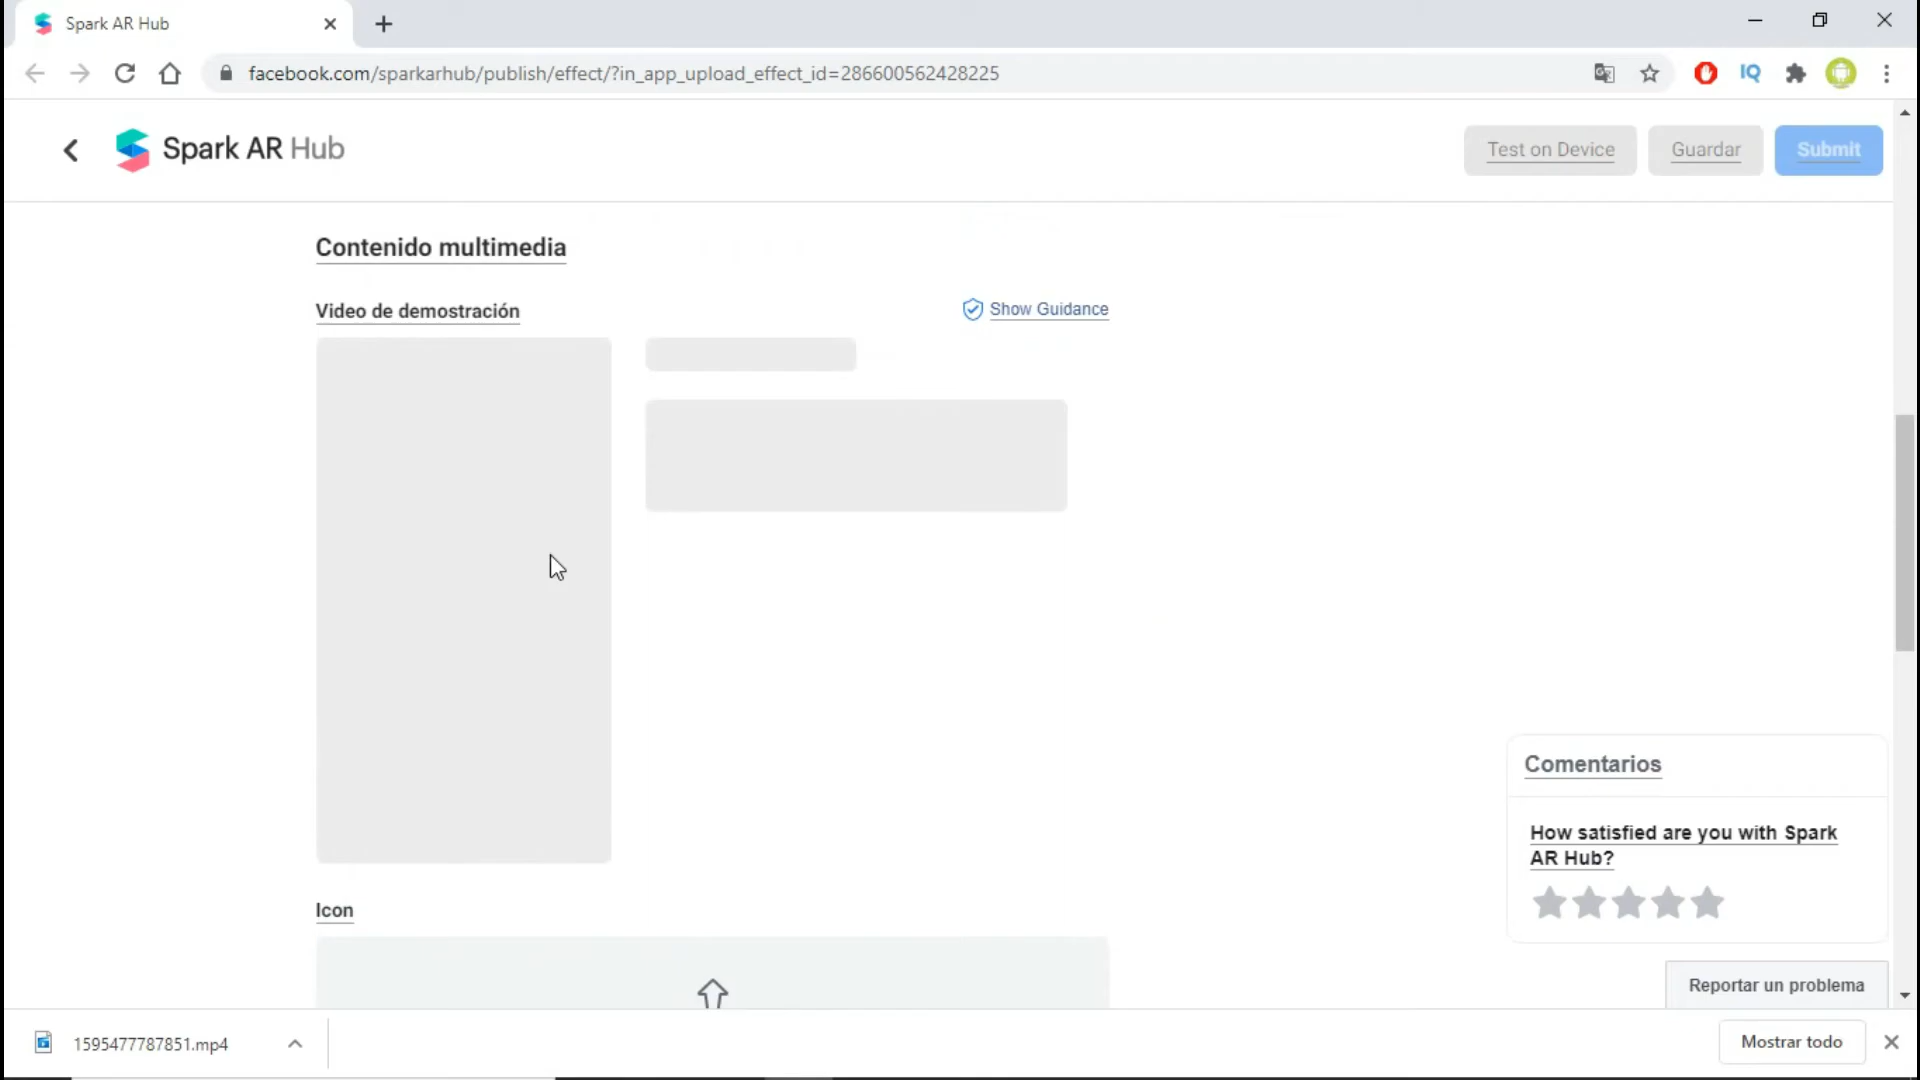 Spark AR Hub
facebook.com/sparkarhub/publish/effect/?in_app_upload_effect_id=286600562428225
IQ
Spark AR Hub
Test on Device
Guardar
Submit
Contenido multimedia
Video de demostración
Show Guidance
Icon
Comentarios
How satisfied are you with Spark
AR Hub?
Reportar un problema
1595477787851.mp4
Mostrar todo